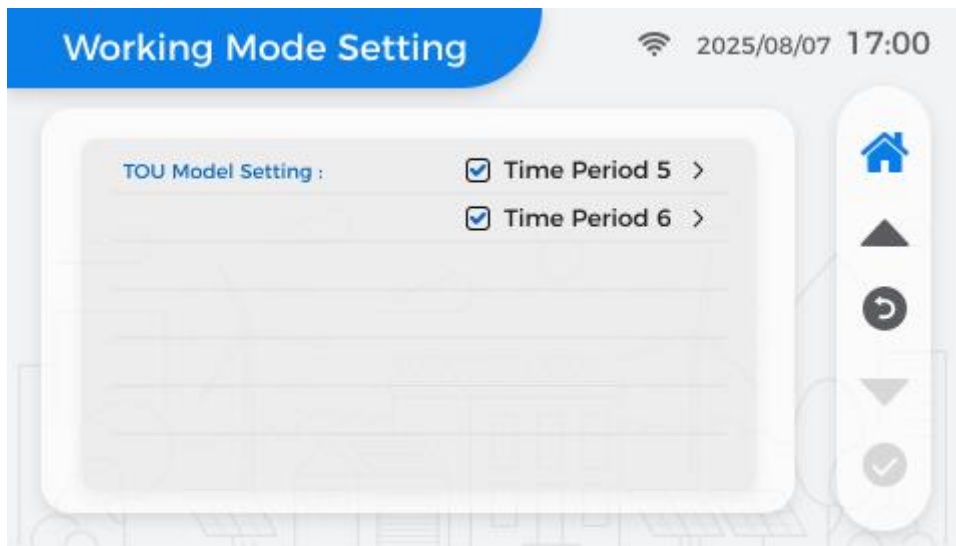 Working Mode Setting
2025/08/07 17:00
TOU Model Setting : Time Period 5 >
Time Period 6 >